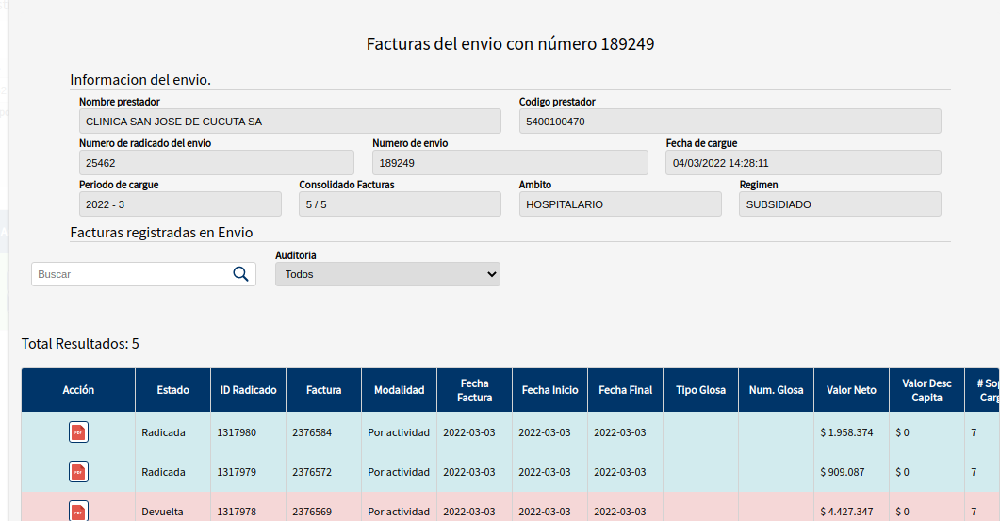 Facturas del envio con número 189249
Informacion del envio.
Nombre prestador Codigo prestador
CLINICA SAN JOSE DE CUCUTA SA 5400100470
Numero de radicado del envio Numero de envio Fecha de cargue
25462 189249 04/03/2022 14:28:11
Periodo de cargue Consolidado Facturas Ambito Regimen
2022 - 3 5 / 5 HOSPITALARIO SUBSIDIADO
Facturas registradas en Envio
Auditoria
Buscar Todos
Total Resultados: 5
Acción Estado ID Radicado Factura Modalidad Fecha Factura Fecha Inicio Fecha Final Tipo Glosa Num. Glosa Valor Neto Valor Desc Capita #
PDF Radicada 1317980 2376584 Por actividad 2022-03-03 2022-03-03 2022-03-03 $ 1.958.374 $ 0 7
PDF Radicada 1317979 2376572 Por actividad 2022-03-03 2022-03-03 2022-03-03 $ 909.087 $ 0 7
PDF Devuelta 1317978 2376569 Por actividad 2022-03-03 2022-03-03 2022-03-03 $ 4.427.347 $ 0 7